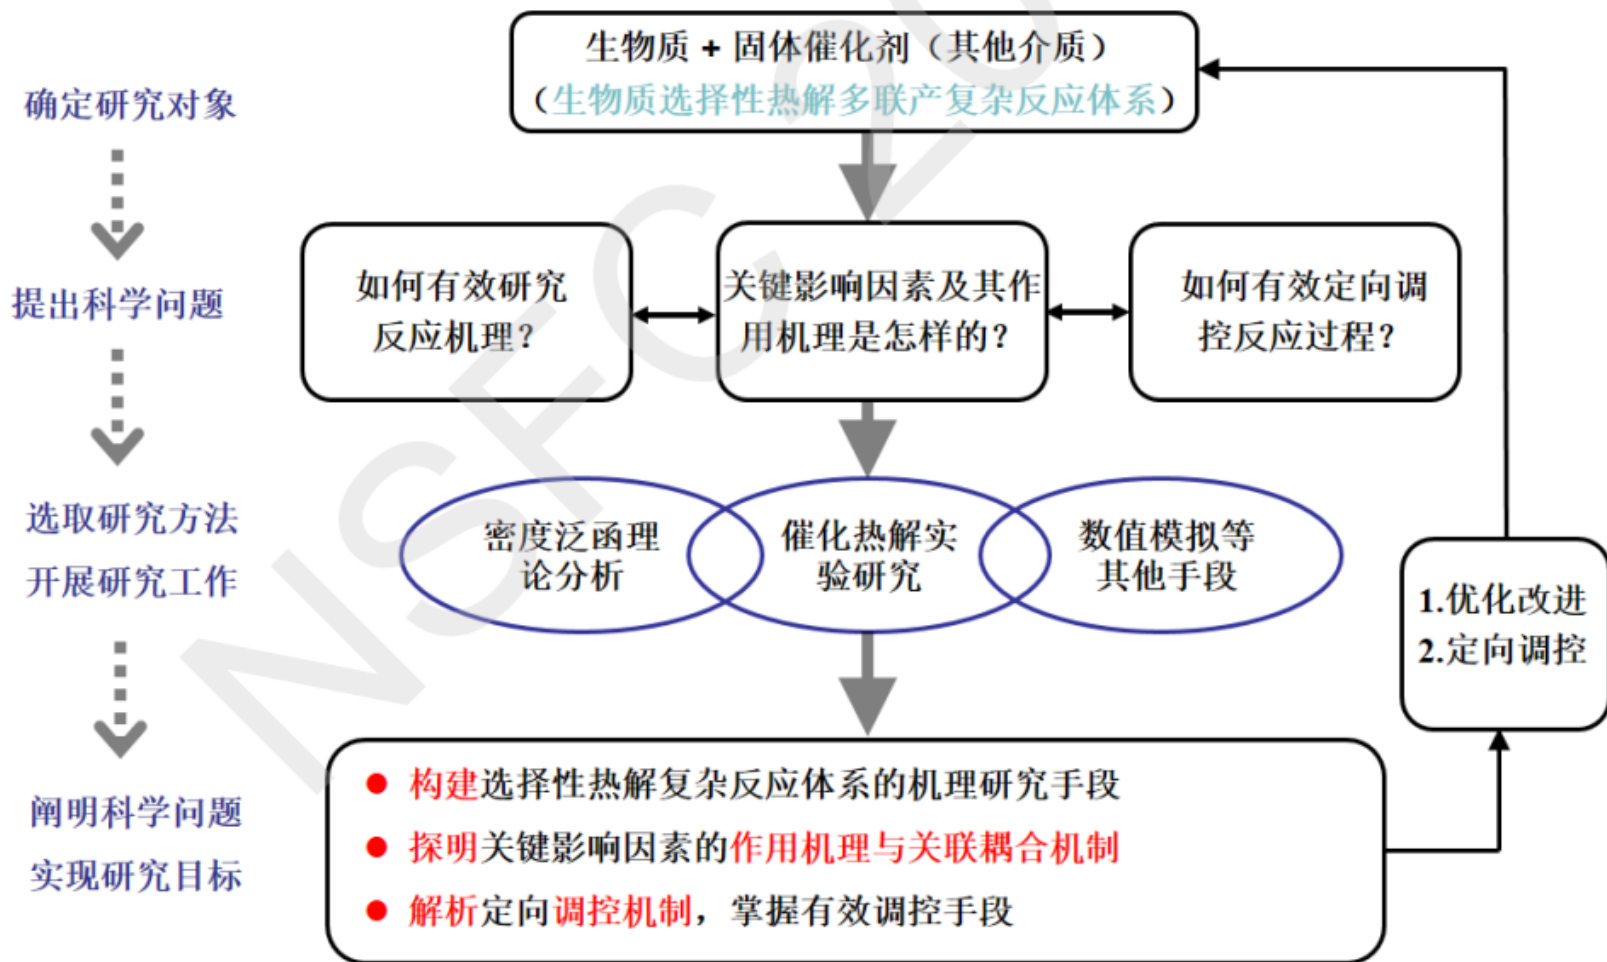 生物质 + 固体催化剂（其他介质）
（生物质选择性热解多联产复杂反应体系）
确定研究对象
提出科学问题
如何有效研究
反应机理？
关键影响因素及其作
用机理是怎样的？
如何有效定向调
控反应过程？
选取研究方法
开展研究工作
密度泛函理
论分析
催化热解实
验研究
数值模拟等
其他手段
1.优化改进
2.定向调控
阐明科学问题
实现研究目标
● 构建选择性热解复杂反应体系的机理研究手段
● 探明关键影响因素的作用机理与关联耦合机制
● 解析定向调控机制，掌握有效调控手段
NSFC 20